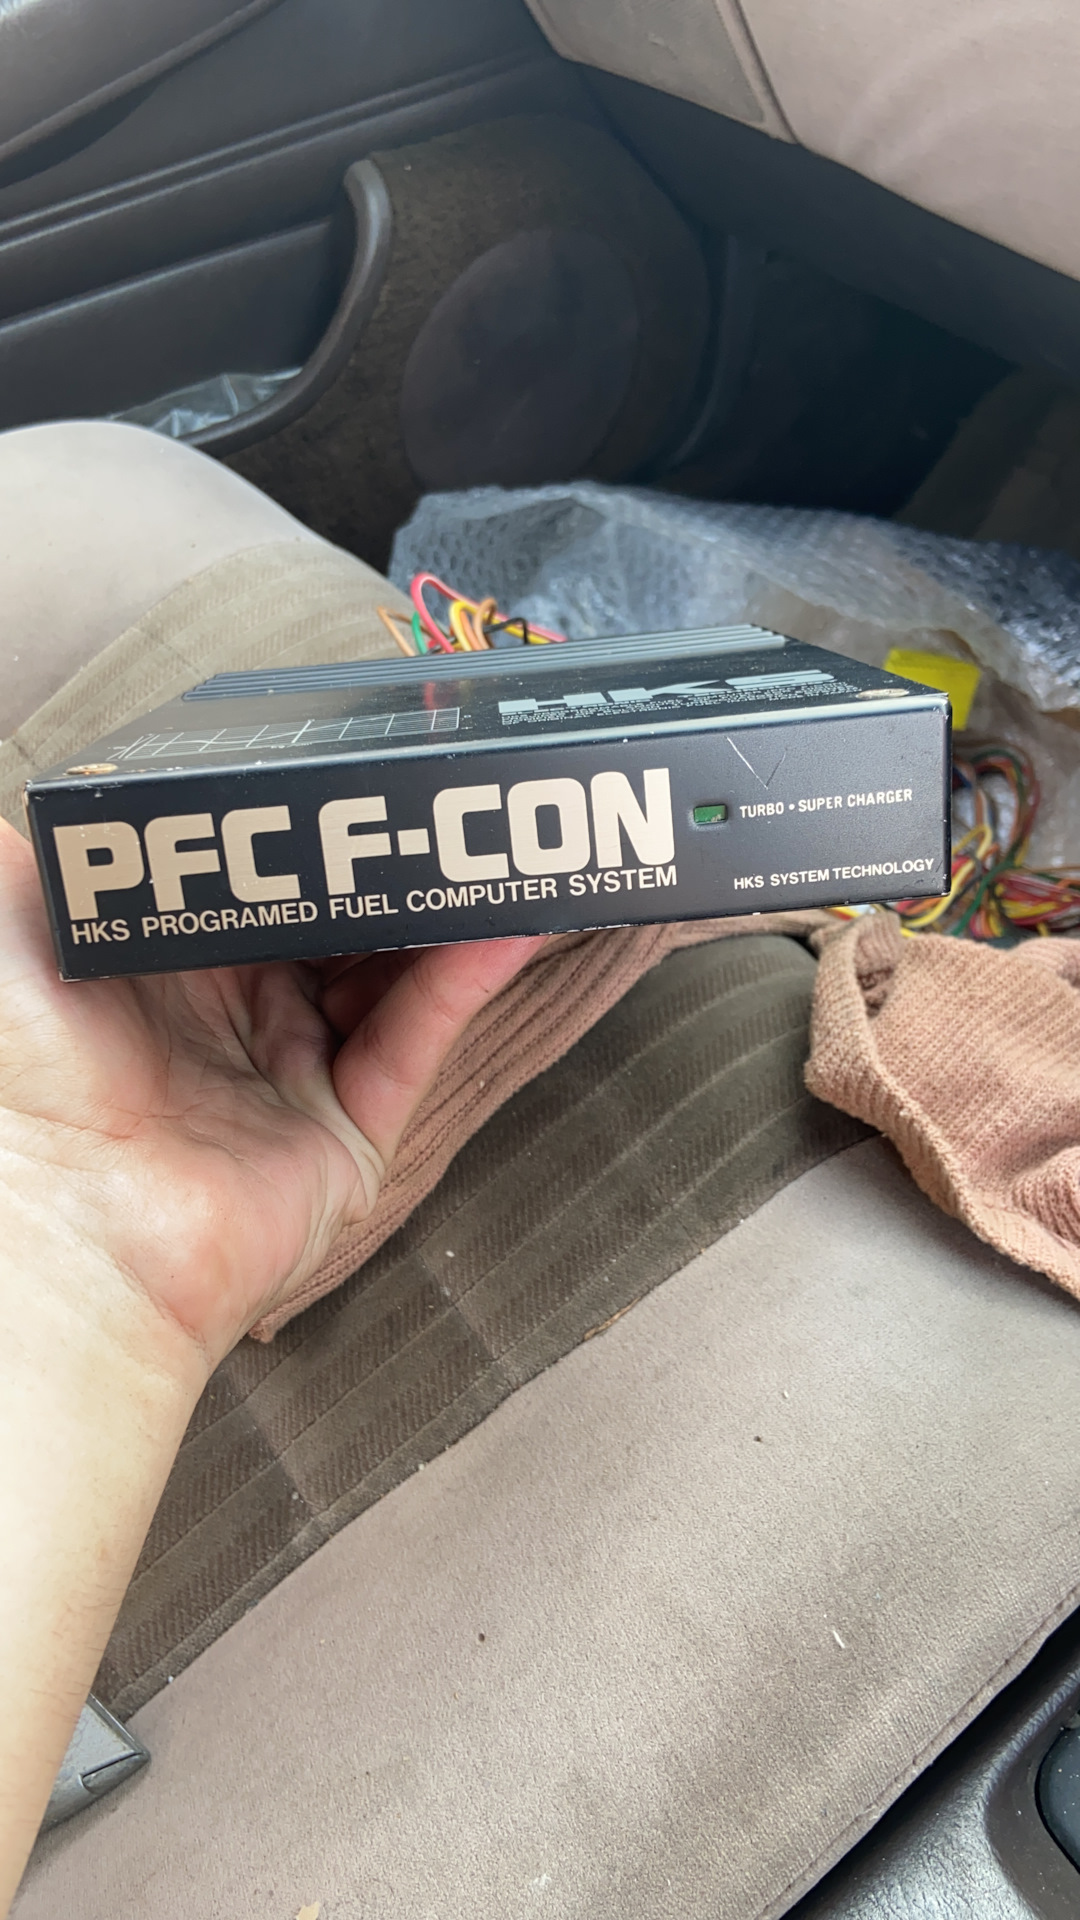 HKS
PFC F-CON
HKS PROGRAMED FUEL COMPUTER SYSTEM
TURBO • SUPER CHARGER
HKS SYSTEM TECHNOLOGY